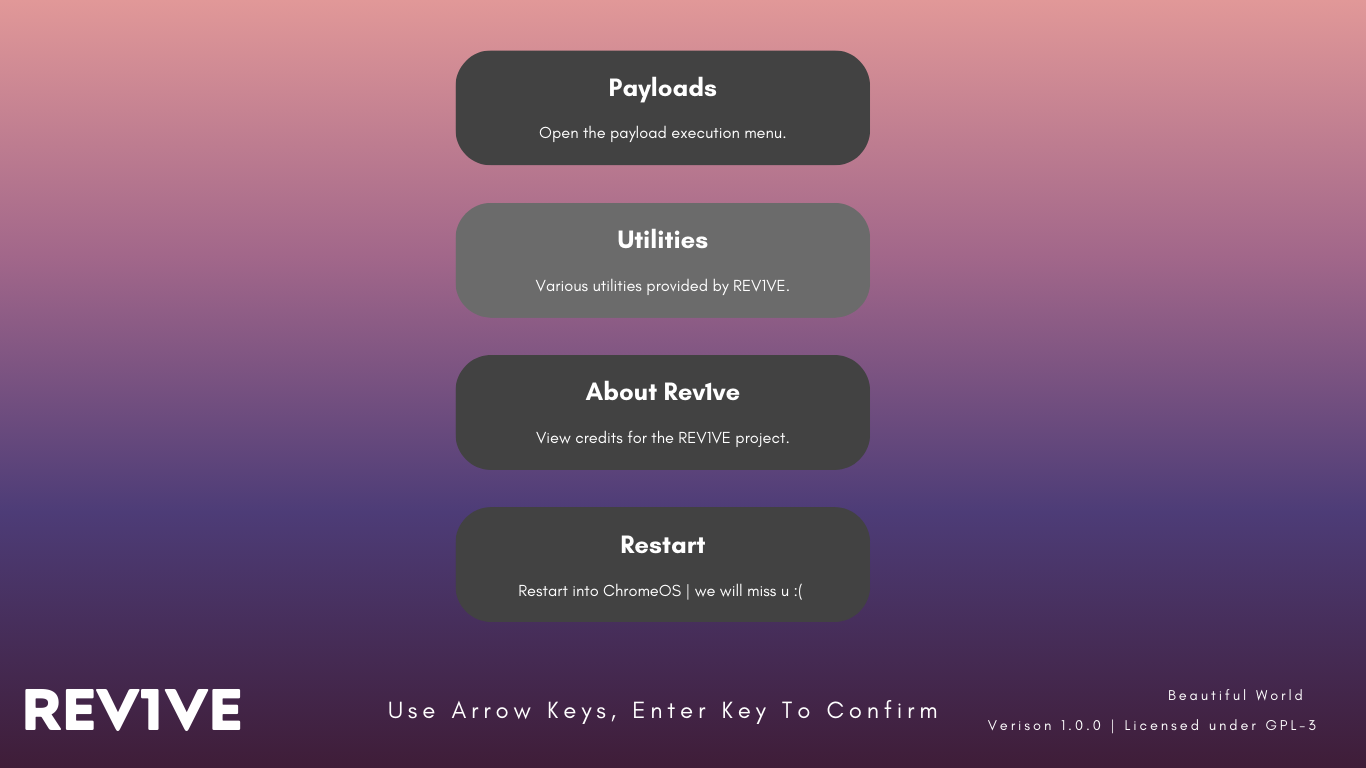 Payloads
Open the payload execution menu.
Utilities
Various utilities provided by REV1VE.
About Rev1ve
View credits for the REV1VE project.
Restart
Restart into ChromeOS | we will miss u :(
REV1VE
Use Arrow Keys, Enter Key To Confirm
Beautiful World
Verison 1.0.0 | Licensed under GPL-3